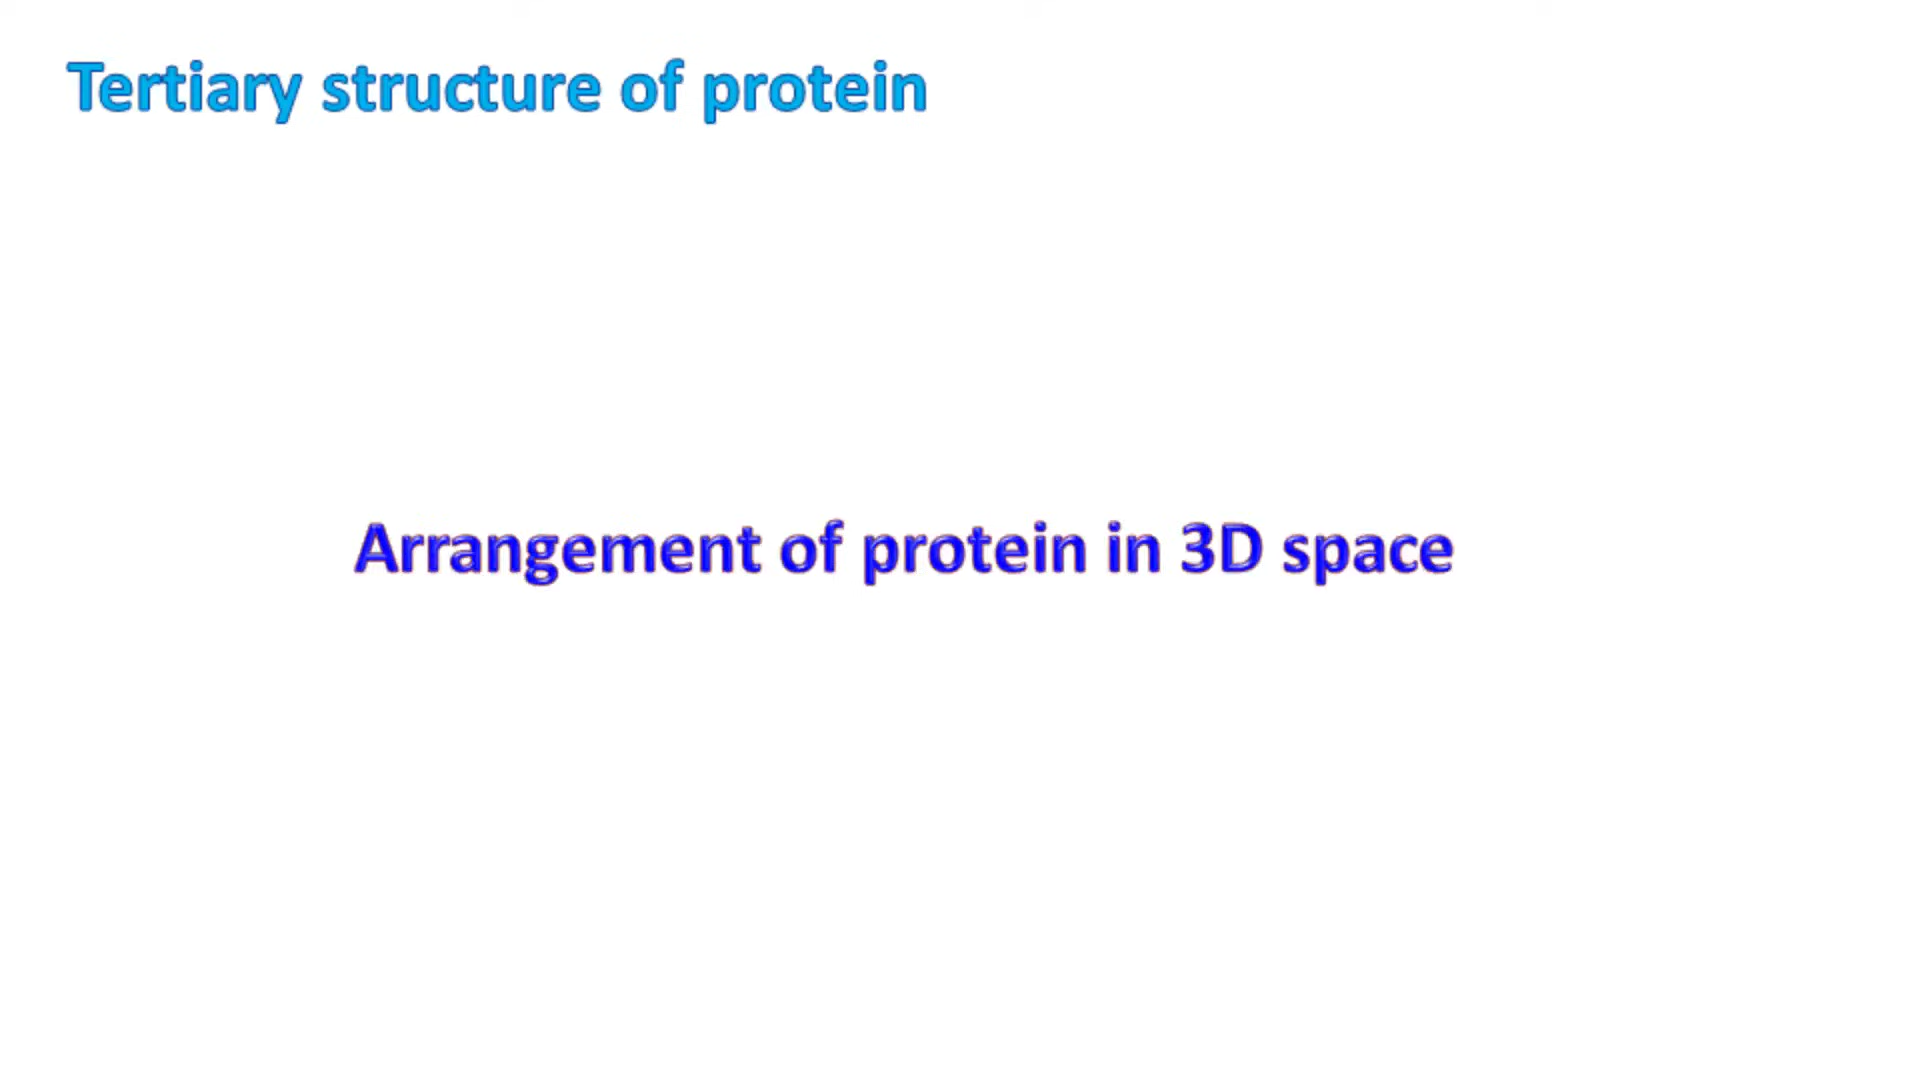 Tertiary structure of protein
Arrangement of protein in 3D space